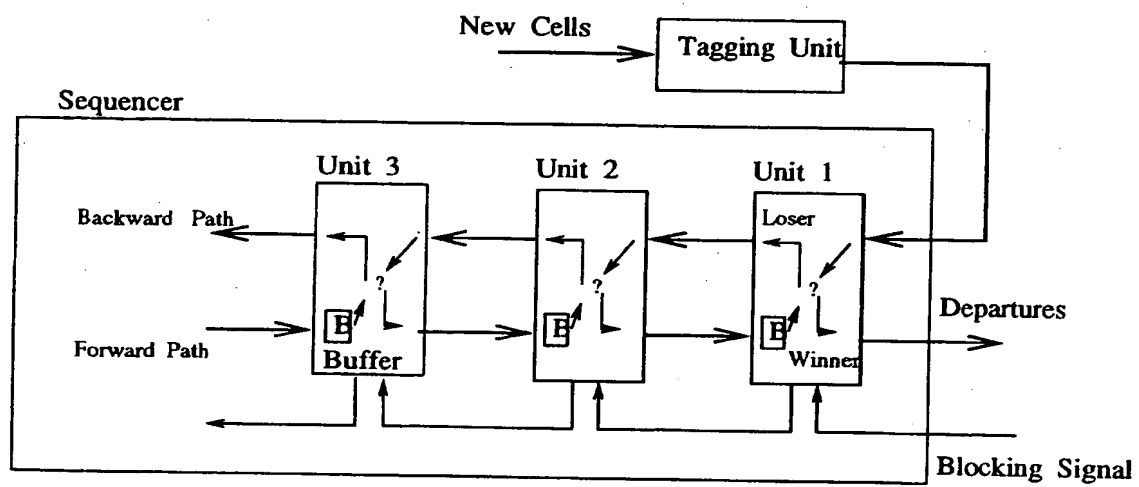 New Cells
Tagging Unit
Sequencer
Unit 3
Unit 2
Unit 1
Backward Path
Loser
?
?
?
B
B
B
Departures
Forward Path
Buffer
Winner
Blocking Signal